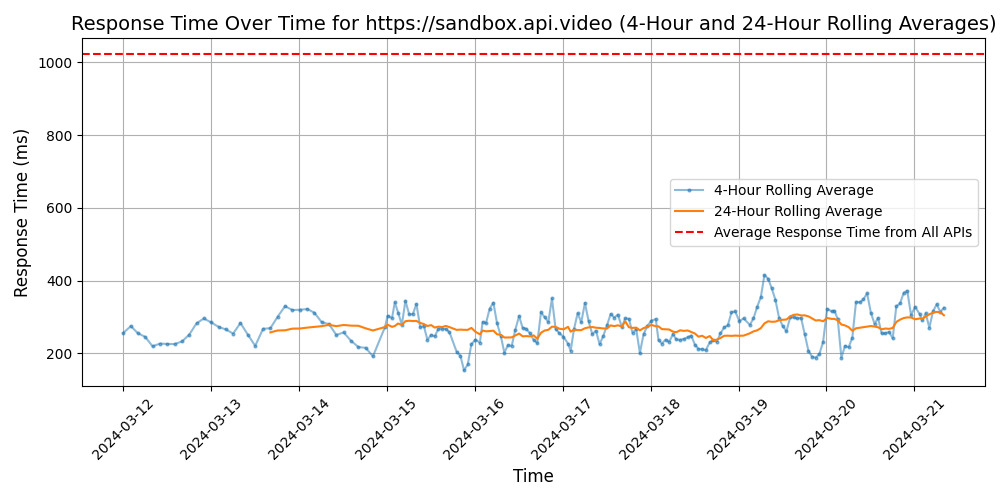 Response Time Over Time for https://sandbox.api.video (4-Hour and 24-Hour Rolling Averages)
Response Time (ms)
1000
800
600
400
200
4-Hour Rolling Average
24-Hour Rolling Average
Average Response Time from All APIs
2024-03-12
2024-03-13
2024-03-14
2024-03-15
2024-03-16
2024-03-17
2024-03-18
2024-03-19
2024-03-20
2024-03-21
Time